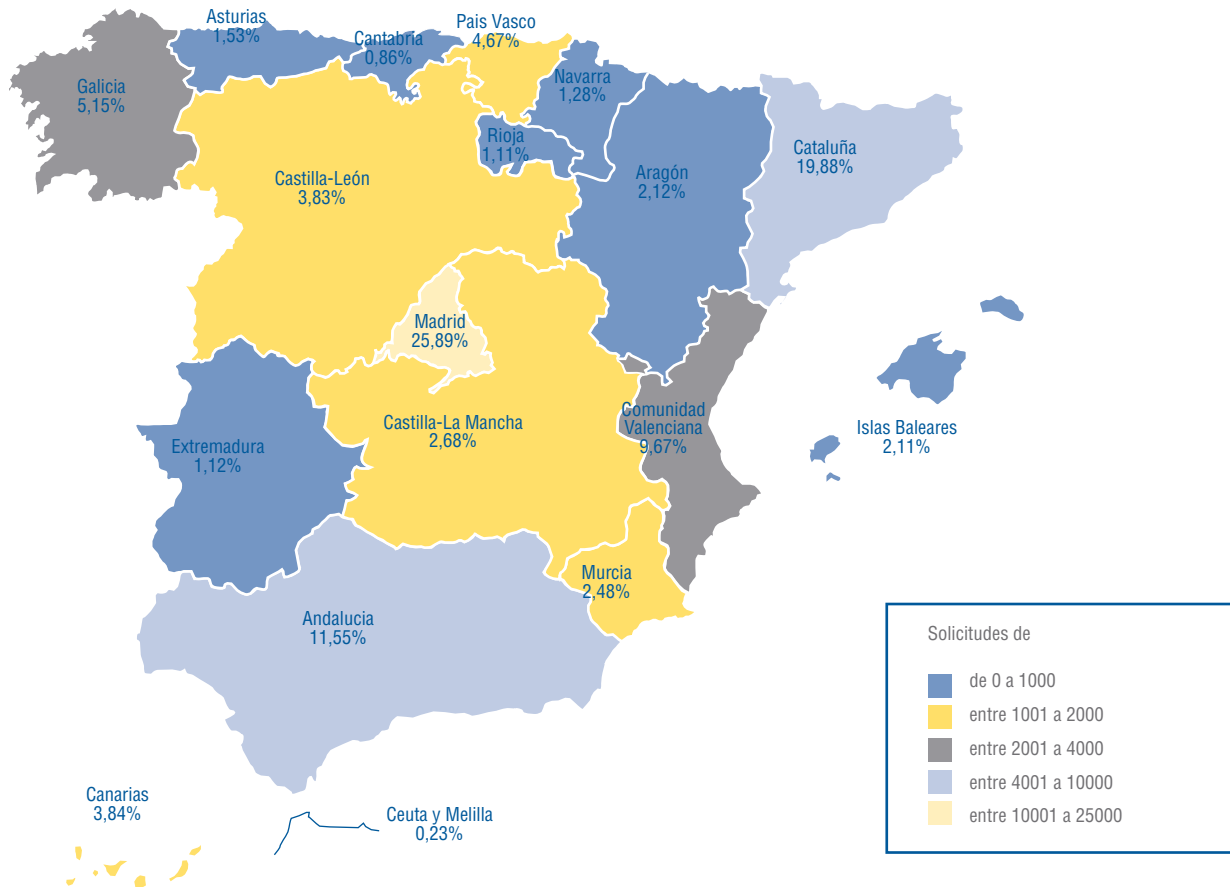 Asturias
1,53%
Cantabria
0,86%
Pais Vasco
4,67%
Galicia
5,15%
Navarra
1,28%
Rioja
1,11%
Castilla-León
3,83%
Aragón
2,12%
Cataluña
19,88%
Madrid
25,89%
Castilla-La Mancha
2,68%
Comunidad
Valenciana
9,67%
Islas Baleares
2,11%
Extremadura
1,12%
Murcia
2,48%
Andalucia
11,55%
Canarias
3,84%
Ceuta y Melilla
0,23%
Solicitudes de
de 0 a 1000
entre 1001 a 2000
entre 2001 a 4000
entre 4001 a 10000
entre 10001 a 25000